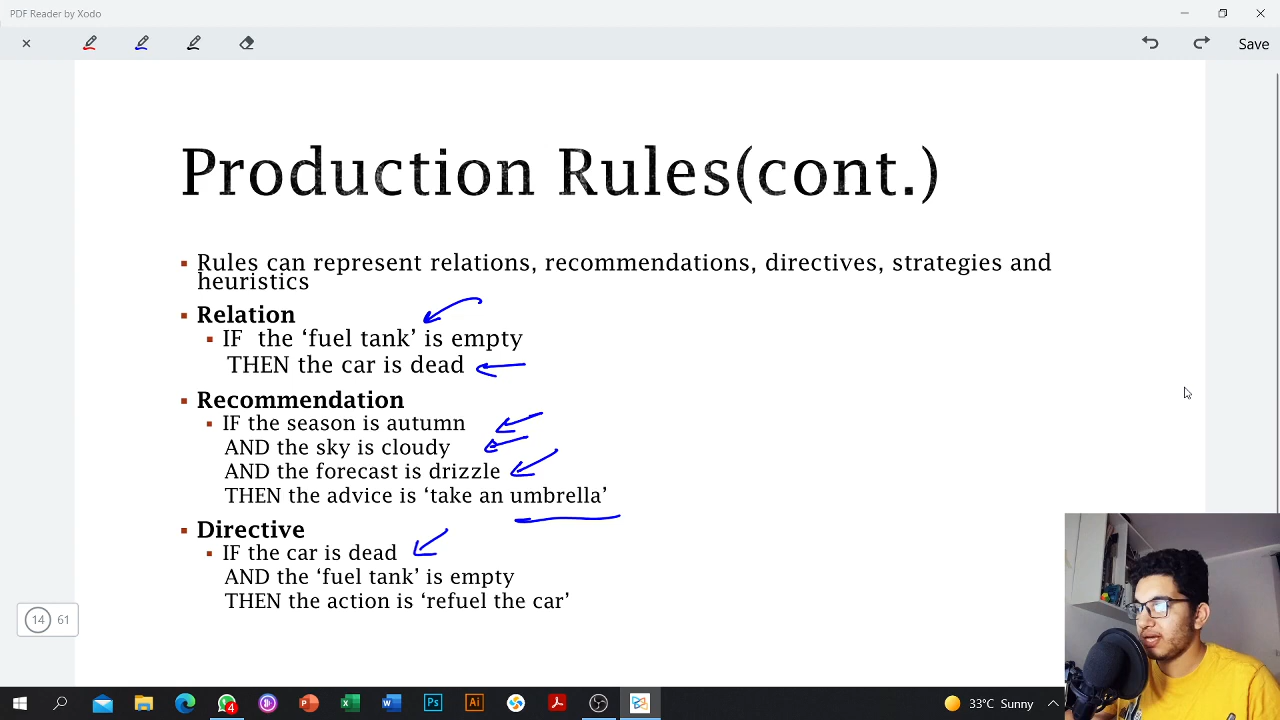 PDF Reader by Xodo
Save
Production Rules(cont.)
▪ Rules can represent relations, recommendations, directives, strategies and
heuristics
▪ Relation
▪ IF the ‘fuel tank’ is empty
THEN the car is dead
▪ Recommendation
▪ IF the season is autumn
AND the sky is cloudy
AND the forecast is drizzle
THEN the advice is ‘take an umbrella’
▪ Directive
▪ IF the car is dead
AND the ‘fuel tank’ is empty
THEN the action is ‘refuel the car’
14 61
4 Ps Ai 33°C Sunny